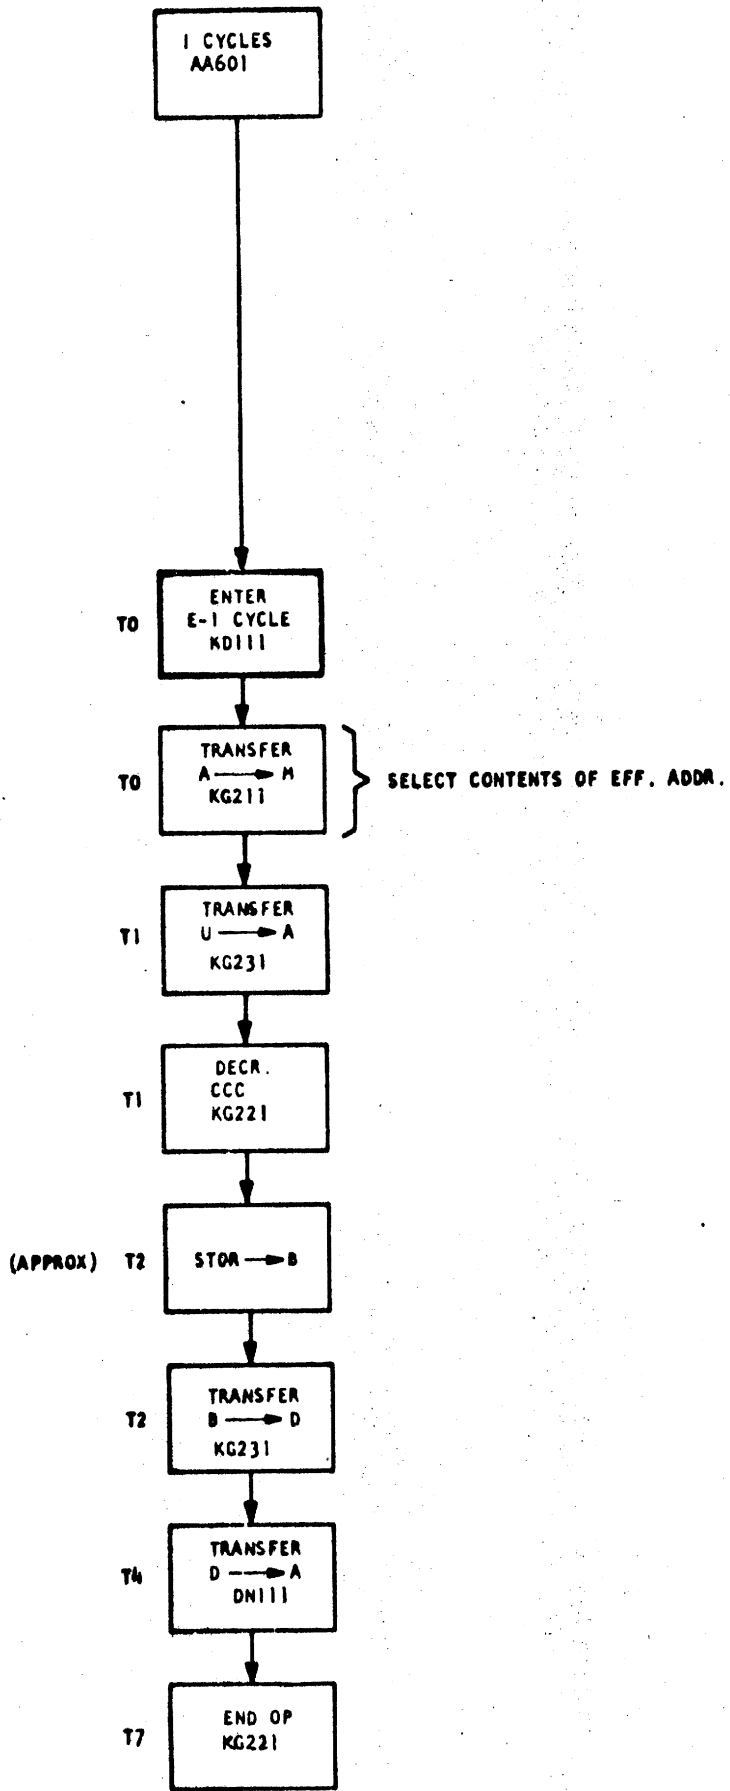 I CYCLES
AA601
ENTER
T0 E-1 CYCLE
KD111
TRANSFER
T0 A → M SELECT CONTENTS OF EFF. ADDR.
KG211
TRANSFER
T1 U → A
KG231
DECR.
T1 CCC
KG221
(APPROX) T2 STOR → B
TRANSFER
T2 B → D
KG231
TRANSFER
T4 D → A
DN111
END OP
T7 KG221